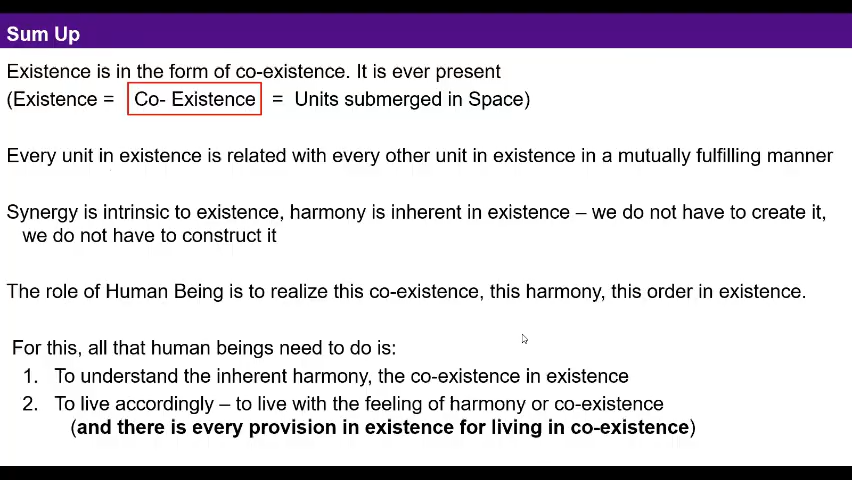 Sum Up
Existence is in the form of co-existence. It is ever present
(Existence = Co- Existence = Units submerged in Space)
Every unit in existence is related with every other unit in existence in a mutually fulfilling manner
Synergy is intrinsic to existence, harmony is inherent in existence – we do not have to create it,
we do not have to construct it
The role of Human Being is to realize this co-existence, this harmony, this order in existence.
For this, all that human beings need to do is:
1. To understand the inherent harmony, the co-existence in existence
2. To live accordingly – to live with the feeling of harmony or co-existence
(and there is every provision in existence for living in co-existence)